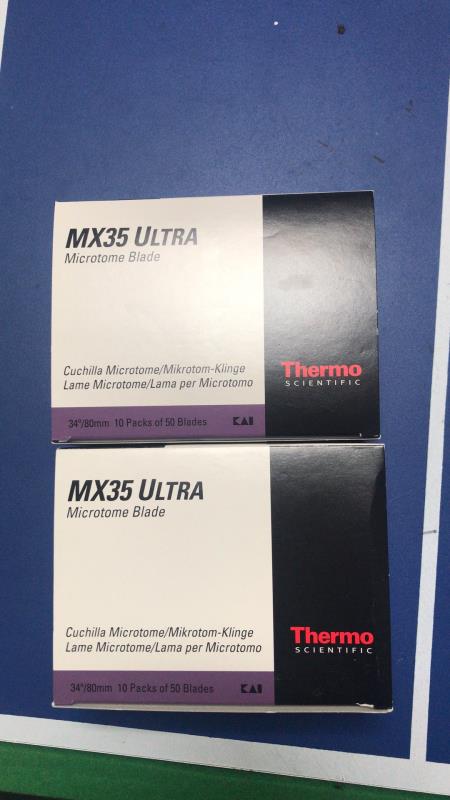 MX35 ULTRA
Microtome Blade
Cuchilla Microtome/Mikrotom-Klinge
Lame Microtome/Lama per Microtomo
Thermo
SCIENTIFIC
34°/80mm 10 Packs of 50 Blades
KAI
MX35 ULTRA
Microtome Blade
Cuchilla Microtome/Mikrotom-Klinge
Lame Microtome/Lama per Microtomo
Thermo
SCIENTIFIC
34°/80mm 10 Packs of 50 Blades
KAI